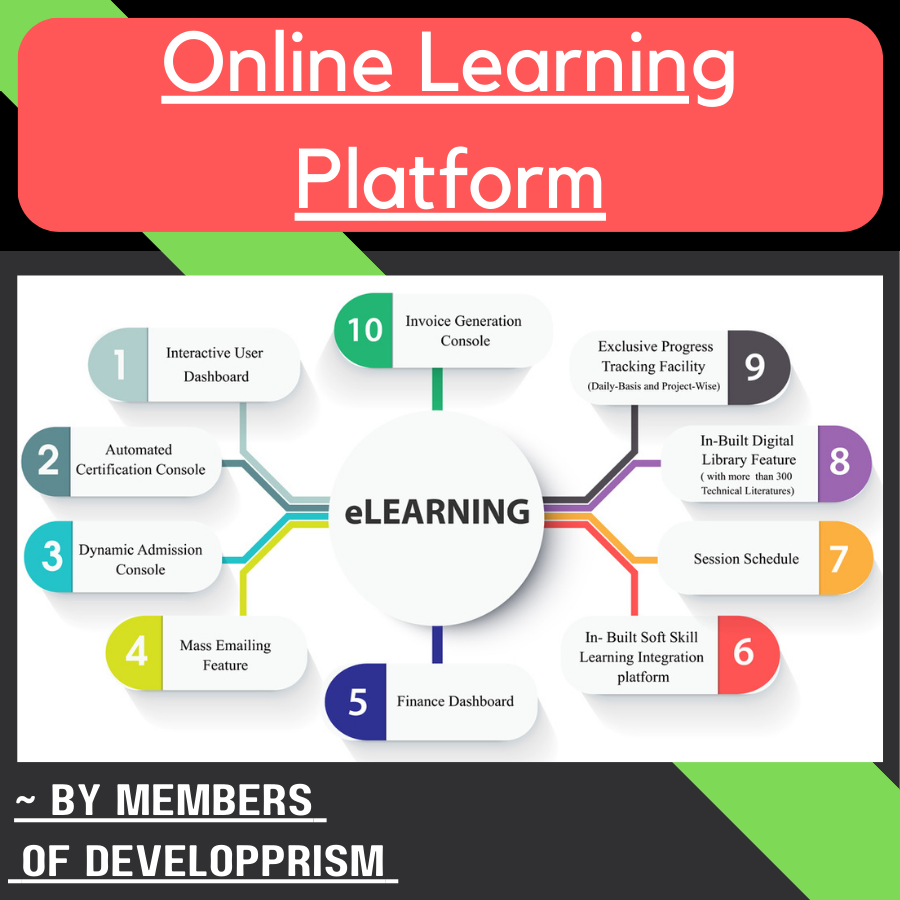 Online Learning
Platform
1
Interactive User
Dashboard
2
Automated
Certification Console
3
Dynamic Admission
Console
4
Mass Emailing
Feature
5
Finance Dashboard
6
In- Built Soft Skill
Learning Integration
platform
7
Session Schedule
8
In-Built Digital
Library Feature
( with more than 300
Technical Literatures)
9
Exclusive Progress
Tracking Facility
(Daily-Basis and Project-Wise)
10
Invoice Generation
Console
eLEARNING
~ BY MEMBERS
OF DEVELOPPRISM